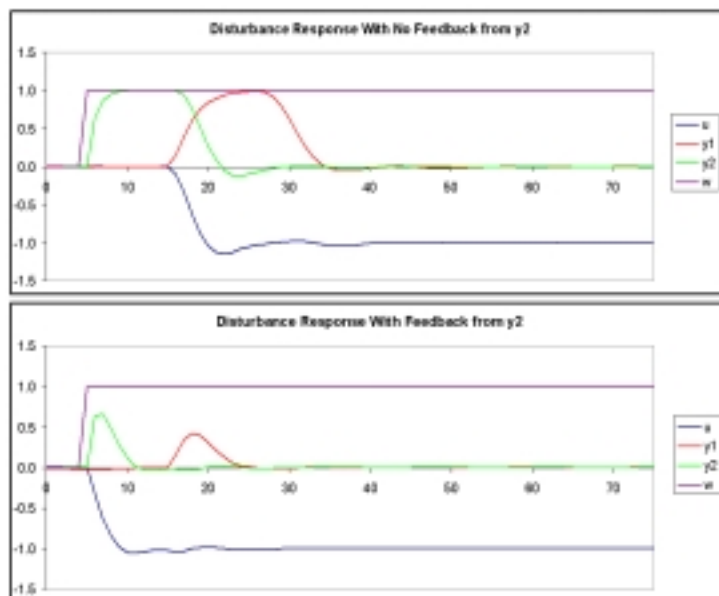 Disturbance Response With No Feedback from y2
1.5
1.0
0.5
0.0
-0.5
-1.0
-1.5
0 10 20 30 40 50 60 70
u
y1
y2
w
Disturbance Response With Feedback from y2
1.5
1.0
0.5
0.0
-0.5
-1.0
-1.5
0 10 20 30 40 50 60 70
u
y1
y2
w